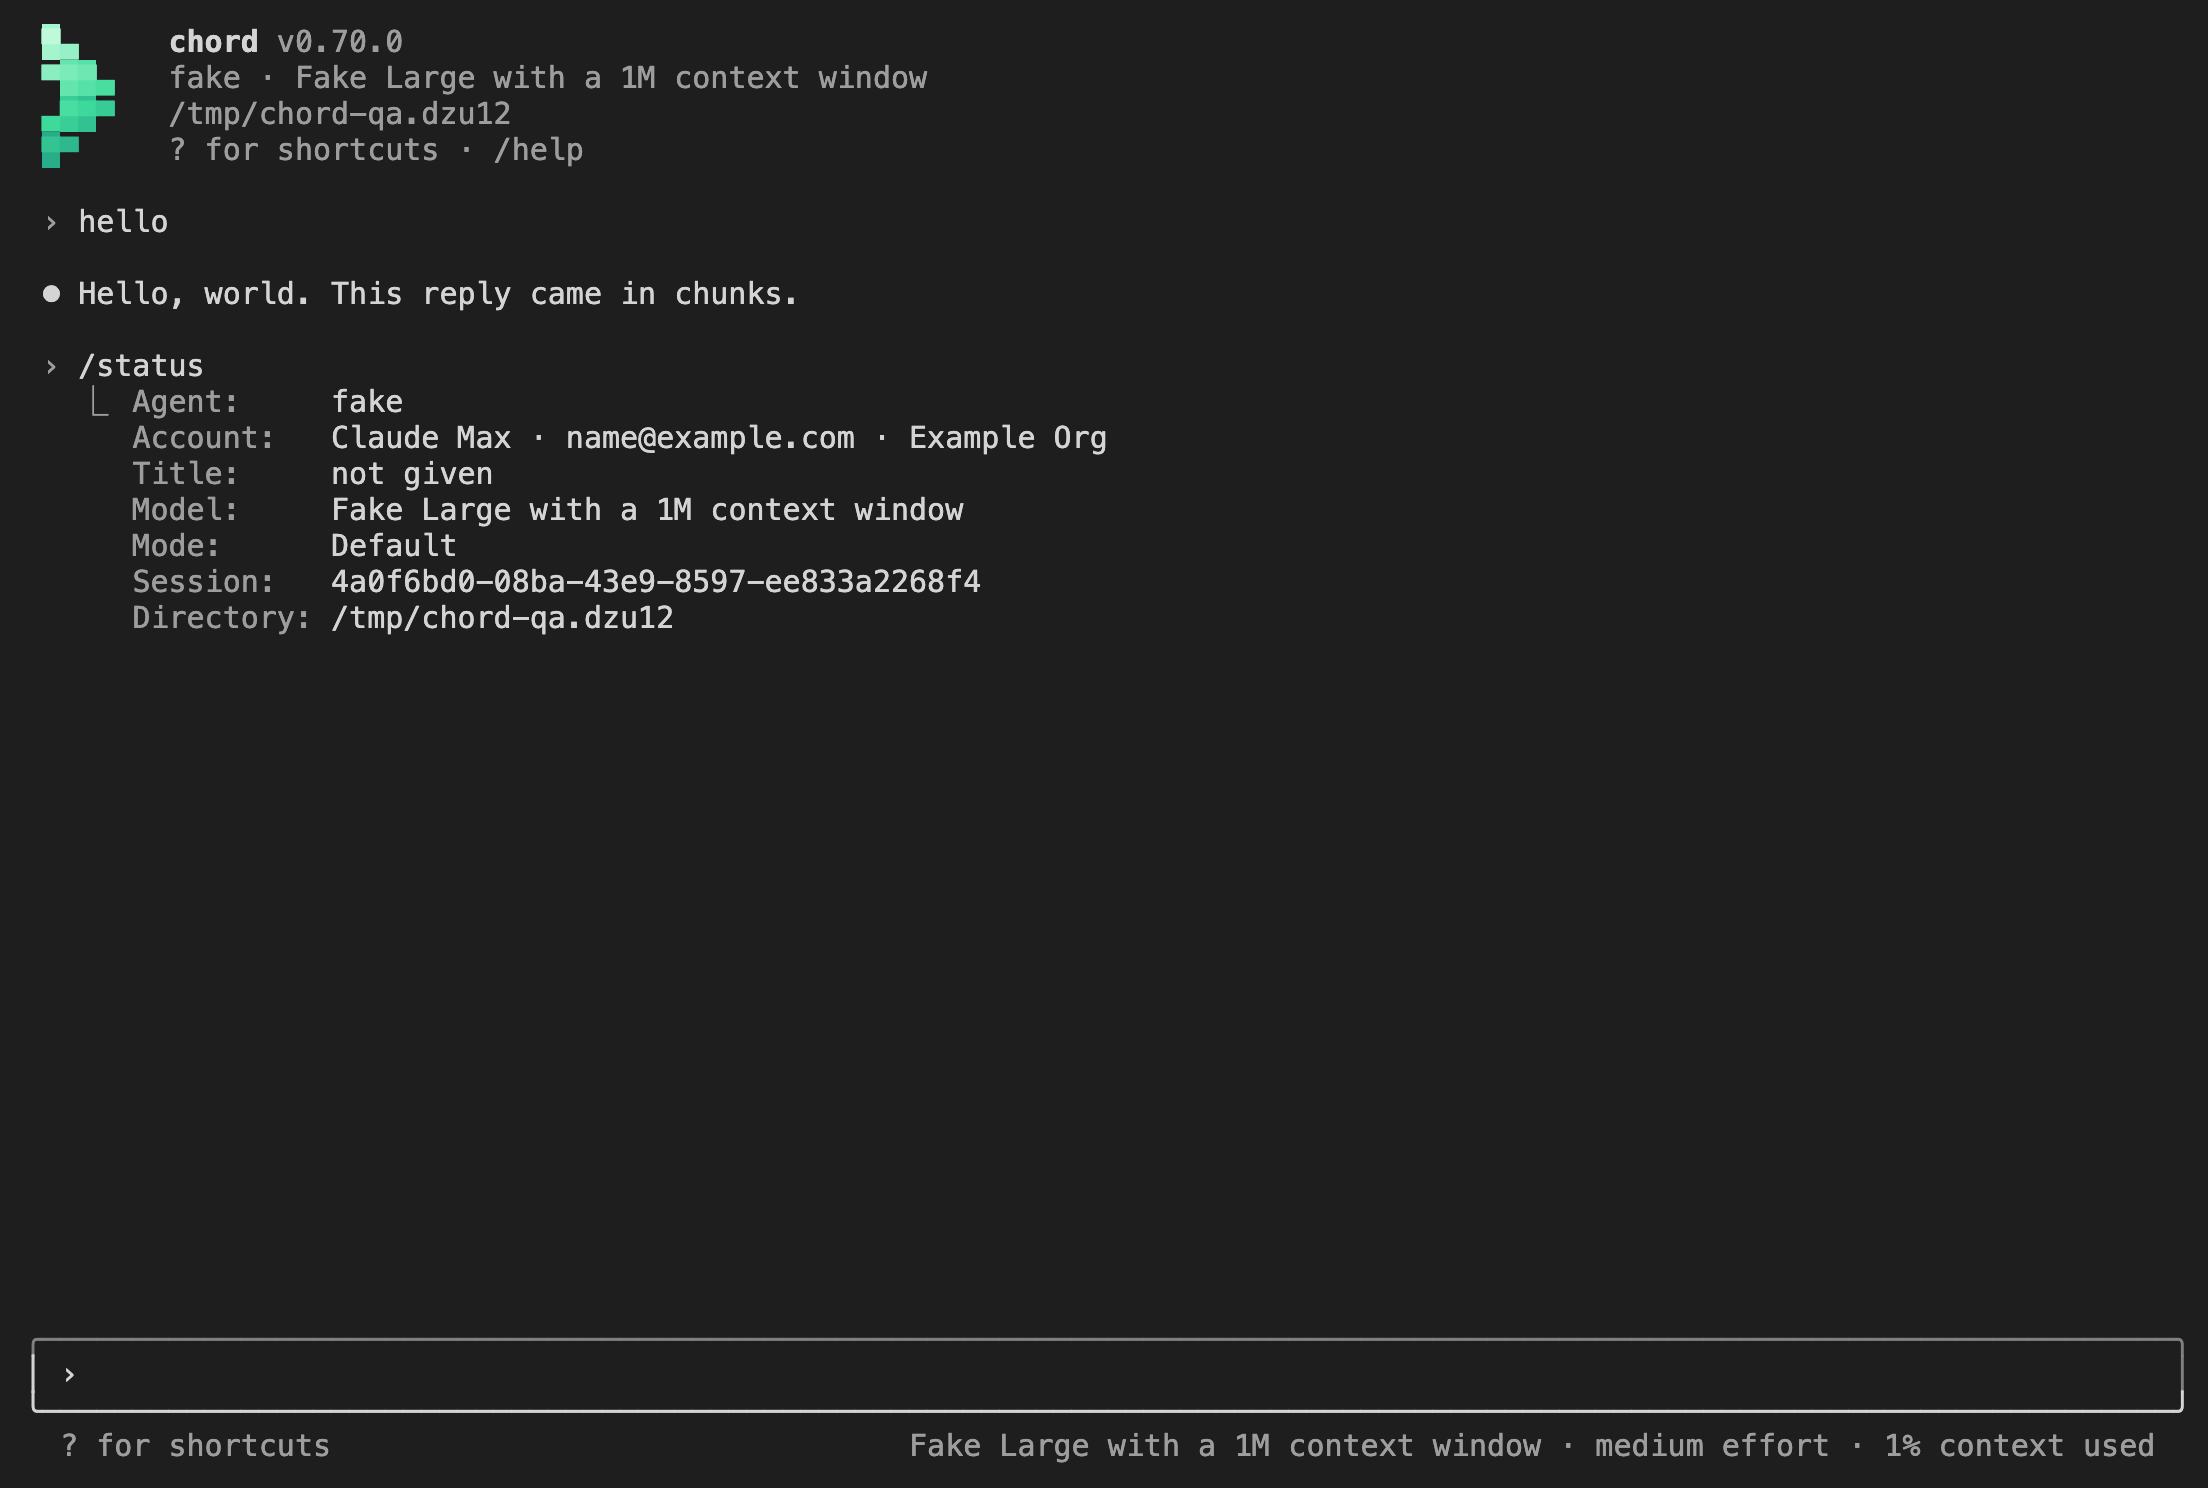 chord v0.70.0
fake · Fake Large with a 1M context window
/tmp/chord-qa.dzu12
? for shortcuts · /help
› hello
● Hello, world. This reply came in chunks.
› /status
Agent: fake
Account: Claude Max · name@example.com · Example Org
Title: not given
Model: Fake Large with a 1M context window
Mode: Default
Session: 4a0f6bd0-08ba-43e9-8597-ee833a2268f4
Directory: /tmp/chord-qa.dzu12
›
? for shortcuts Fake Large with a 1M context window · medium effort · 1% context used